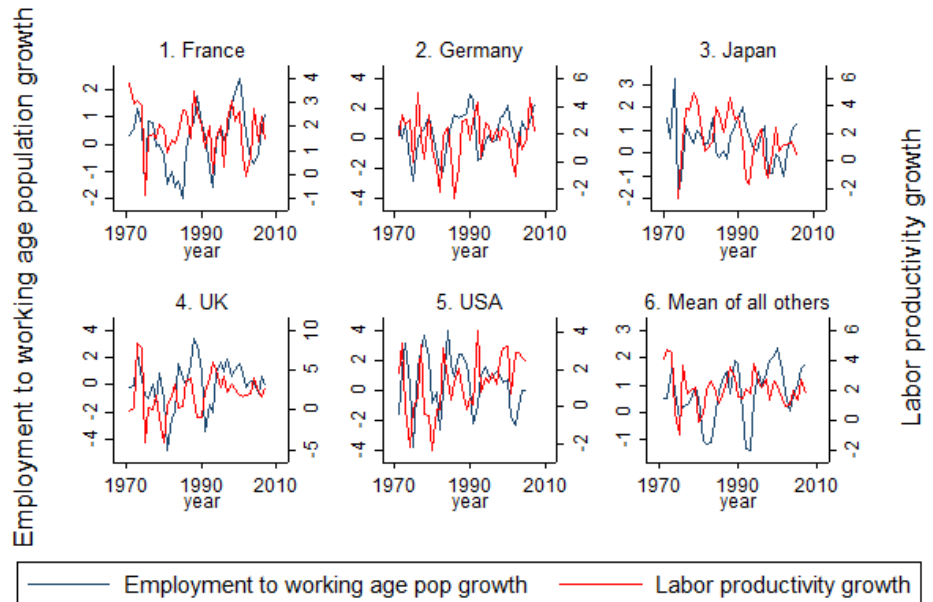 Employment to working age population growth
1. France
2
1
0
-1
-2
4
3
2
1
0
-1
1970 1990 2010
year
2. Germany
4
2
0
-2
-4
6
4
2
0
-2
1970 1990 2010
year
3. Japan
3
2
1
0
-1
-2
6
4
2
0
-2
1970 1990 2010
year
4. UK
4
2
0
-2
-4
10
5
0
-5
1970 1990 2010
year
5. USA
4
2
0
-2
-4
4
2
0
-2
1970 1990 2010
year
6. Mean of all others
3
2
1
0
-1
6
4
2
0
-2
1970 1990 2010
year
Labor productivity growth
Employment to working age pop growth Labor productivity growth